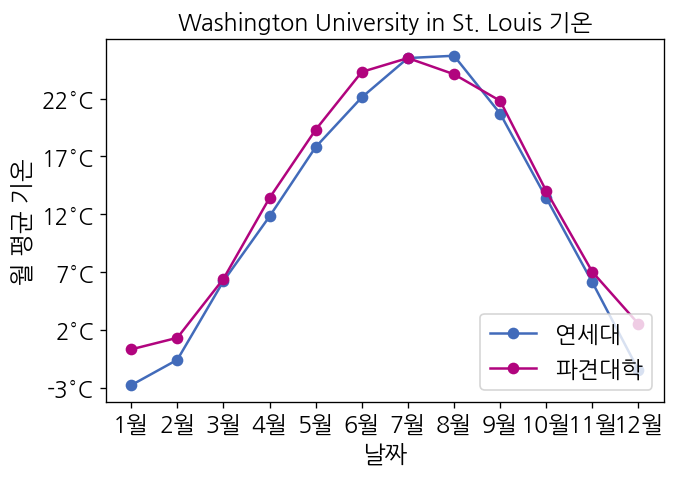 Washington University in St. Louis 기온
월 평균 기온
22°C
17°C
12°C
7°C
2°C
-3°C
연세대
파견대학
1월 2월 3월 4월 5월 6월 7월 8월 9월 10월 11월 12월
날짜